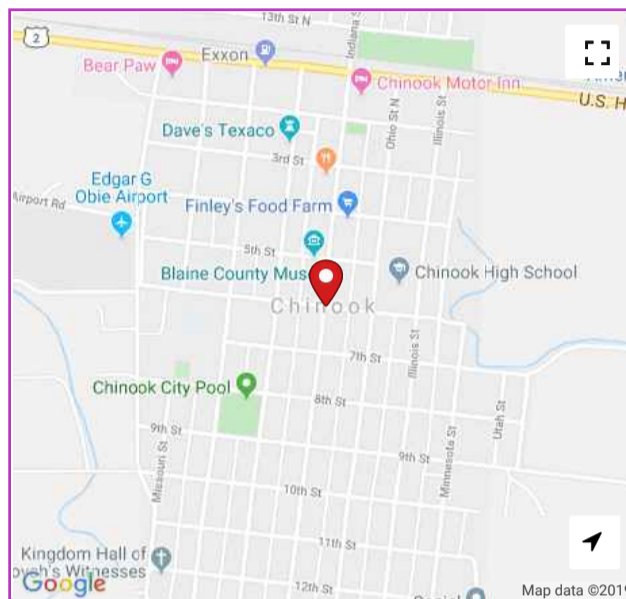 13th St N
2
Indiana S
Exxon
Bear Paw
Chinook Motor Inn
U.S. H
Dave's Texaco
Ohio St N
Illinois St
3rd St
Edgar G
Obie Airport
Airport Rd
Finley's Food Farm
5th St
Blaine County Mus
Chinook High School
Chinook
7th St
Illinois St
Chinook City Pool
8th St
Utah St
9th St
9th St
Missouri St
Minnesota St
10th St
11th St
Kingdom Hall of
ovah's Witnesses
12th St
Google
Map data ©2019